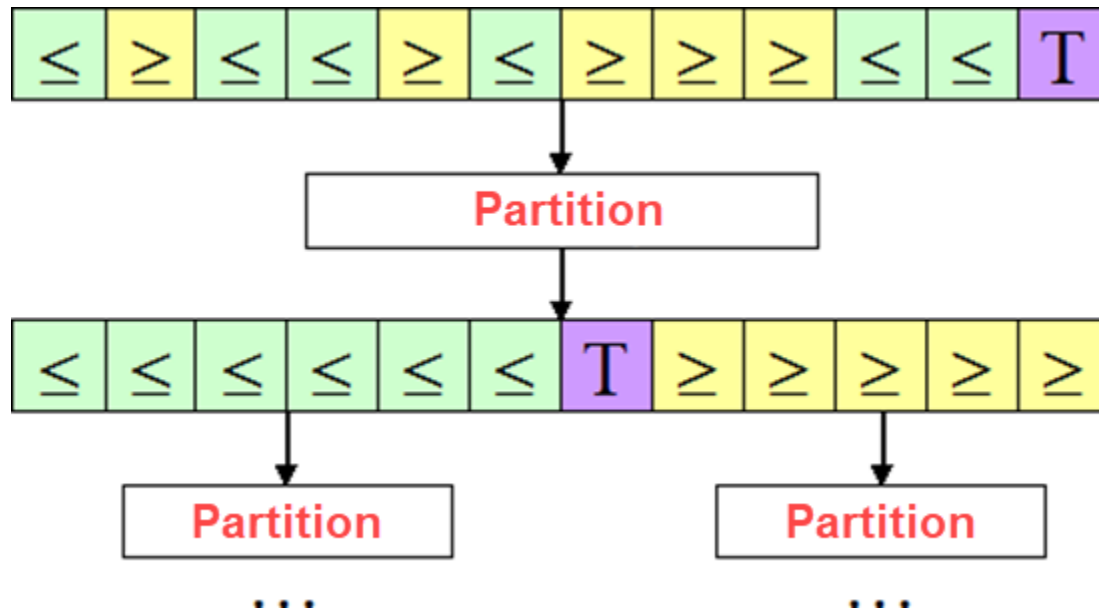 ≤ ≥ ≤ ≤ ≥ ≤ ≥ ≥ ≥ ≤ ≤ T
Partition
≤ ≤ ≤ ≤ ≤ ≤ T ≥ ≥ ≥ ≥ ≥
Partition Partition
... ...